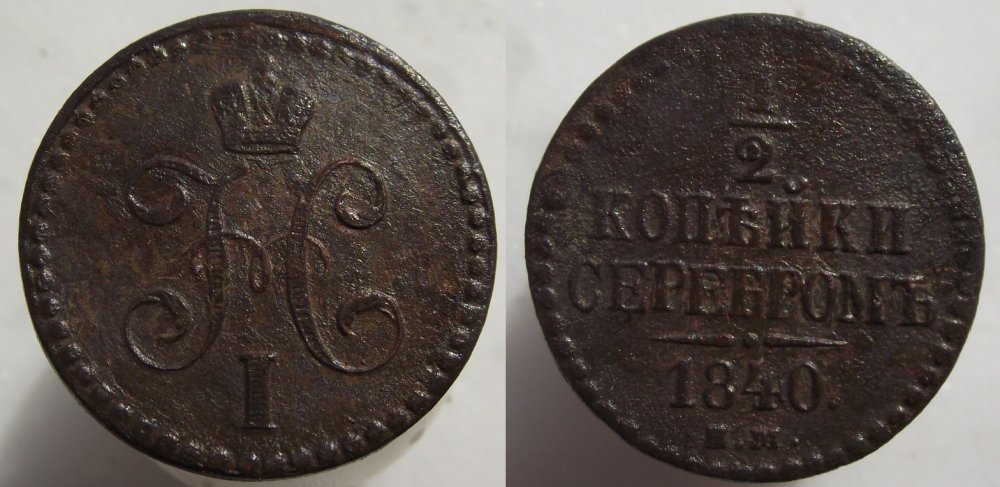 Н
I
1/2
КОПѢЙКИ
СЕРЕБРОМЪ
1840.